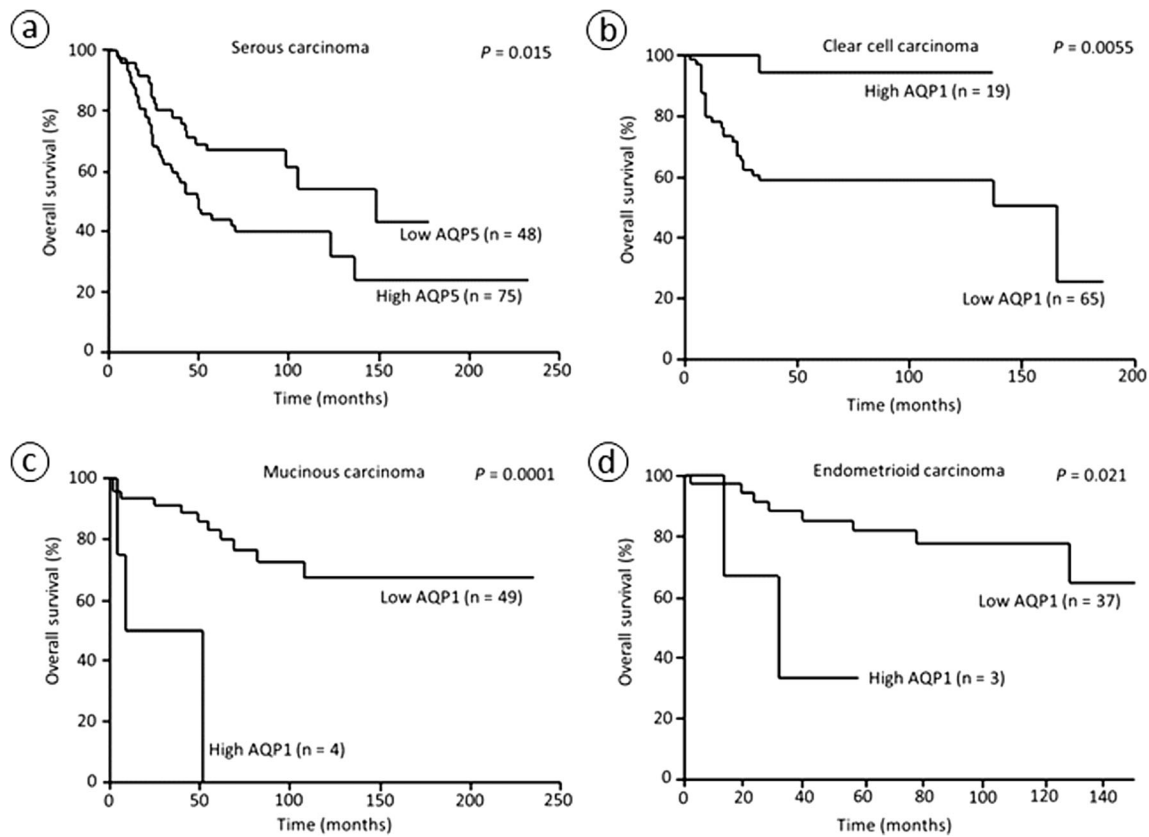 a
Serous carcinoma
P = 0.015
Overall survival (%)
100
80
60
40
20
0
Low AQP5 (n = 48)
High AQP5 (n = 75)
0 50 100 150 200 250
Time (months)
b
Clear cell carcinoma
P = 0.0055
Overall survival (%)
100
80
60
40
20
0
High AQP1 (n = 19)
Low AQP1 (n = 65)
0 50 100 150 200
Time (months)
c
Mucinous carcinoma
P = 0.0001
Overall survival (%)
100
80
60
40
20
0
Low AQP1 (n = 49)
High AQP1 (n = 4)
0 50 100 150 200 250
Time (months)
d
Endometrioid carcinoma
P = 0.021
Overall survival (%)
100
80
60
40
20
0
Low AQP1 (n = 37)
High AQP1 (n = 3)
0 20 40 60 80 100 120 140
Time (months)